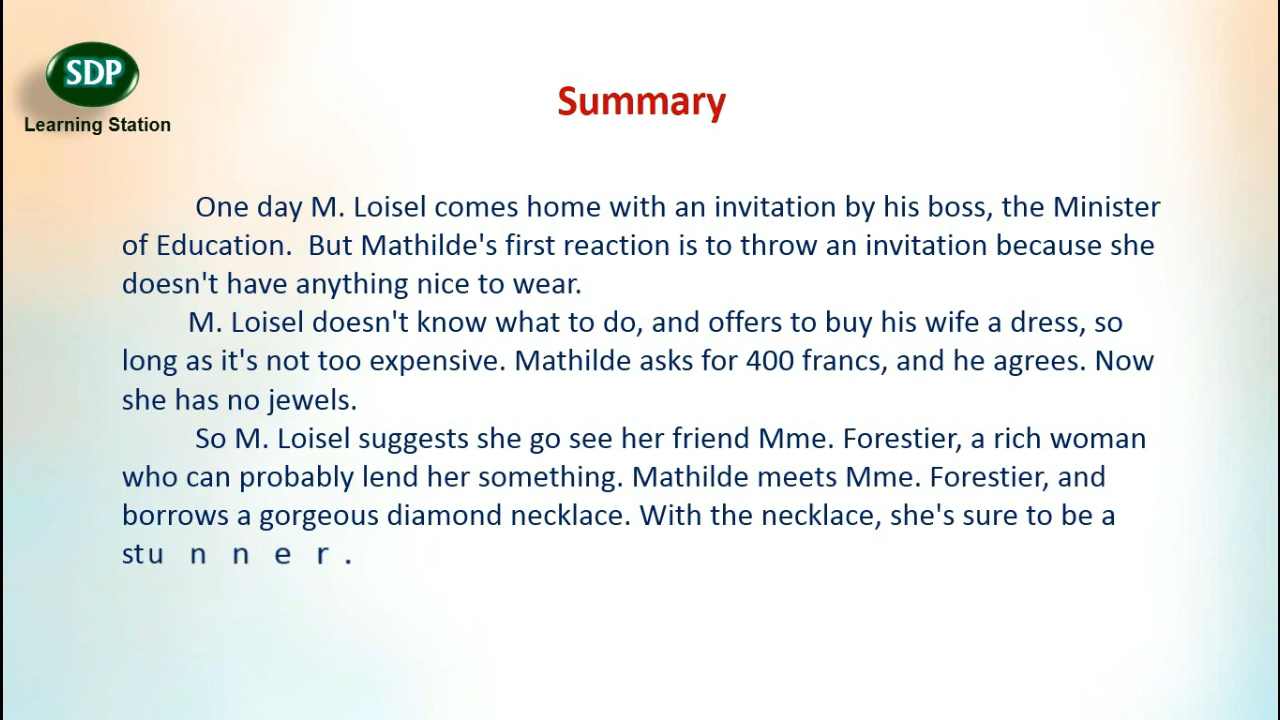 SDP
Learning Station
Summary
One day M. Loisel comes home with an invitation by his boss, the Minister
of Education.  But Mathilde's first reaction is to throw an invitation because she
doesn't have anything nice to wear.
M. Loisel doesn't know what to do, and offers to buy his wife a dress, so
long as it's not too expensive. Mathilde asks for 400 francs, and he agrees. Now
she has no jewels.
So M. Loisel suggests she go see her friend Mme. Forestier, a rich woman
who can probably lend her something. Mathilde meets Mme. Forestier, and
borrows a gorgeous diamond necklace. With the necklace, she's sure to be a
stunner.